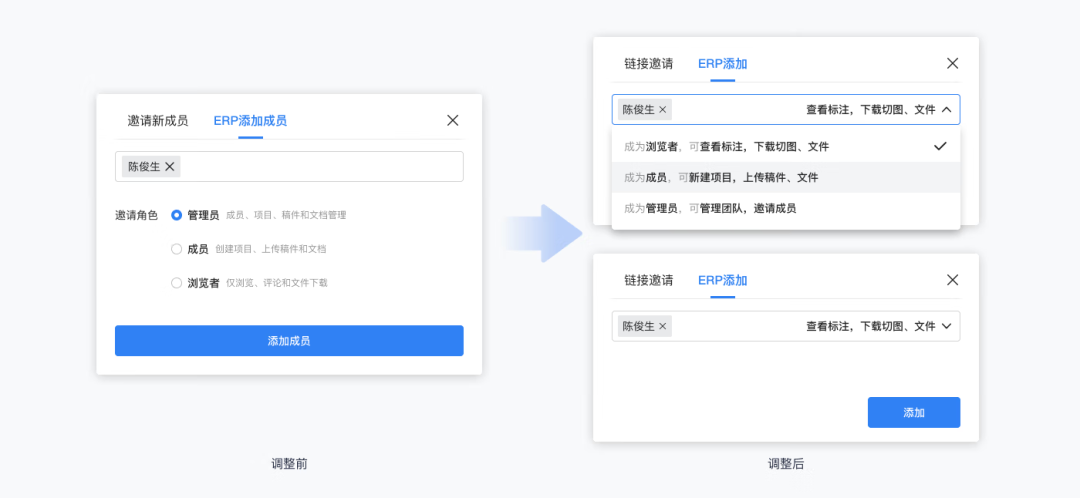 邀请新成员 ERP添加成员
陈俊生
邀请角色 管理员 成员、项目、稿件和文档管理
成员 创建项目、上传稿件和文档
浏览者 仅浏览、评论和文件下载
添加成员
调整前
链接邀请 ERP添加
陈俊生 查看标注，下载切图、文件
成为浏览者，可查看标注，下载切图、文件
成为成员，可新建项目，上传稿件、文件
成为管理员，可管理团队，邀请成员
链接邀请 ERP添加
陈俊生 查看标注，下载切图、文件
添加
调整后